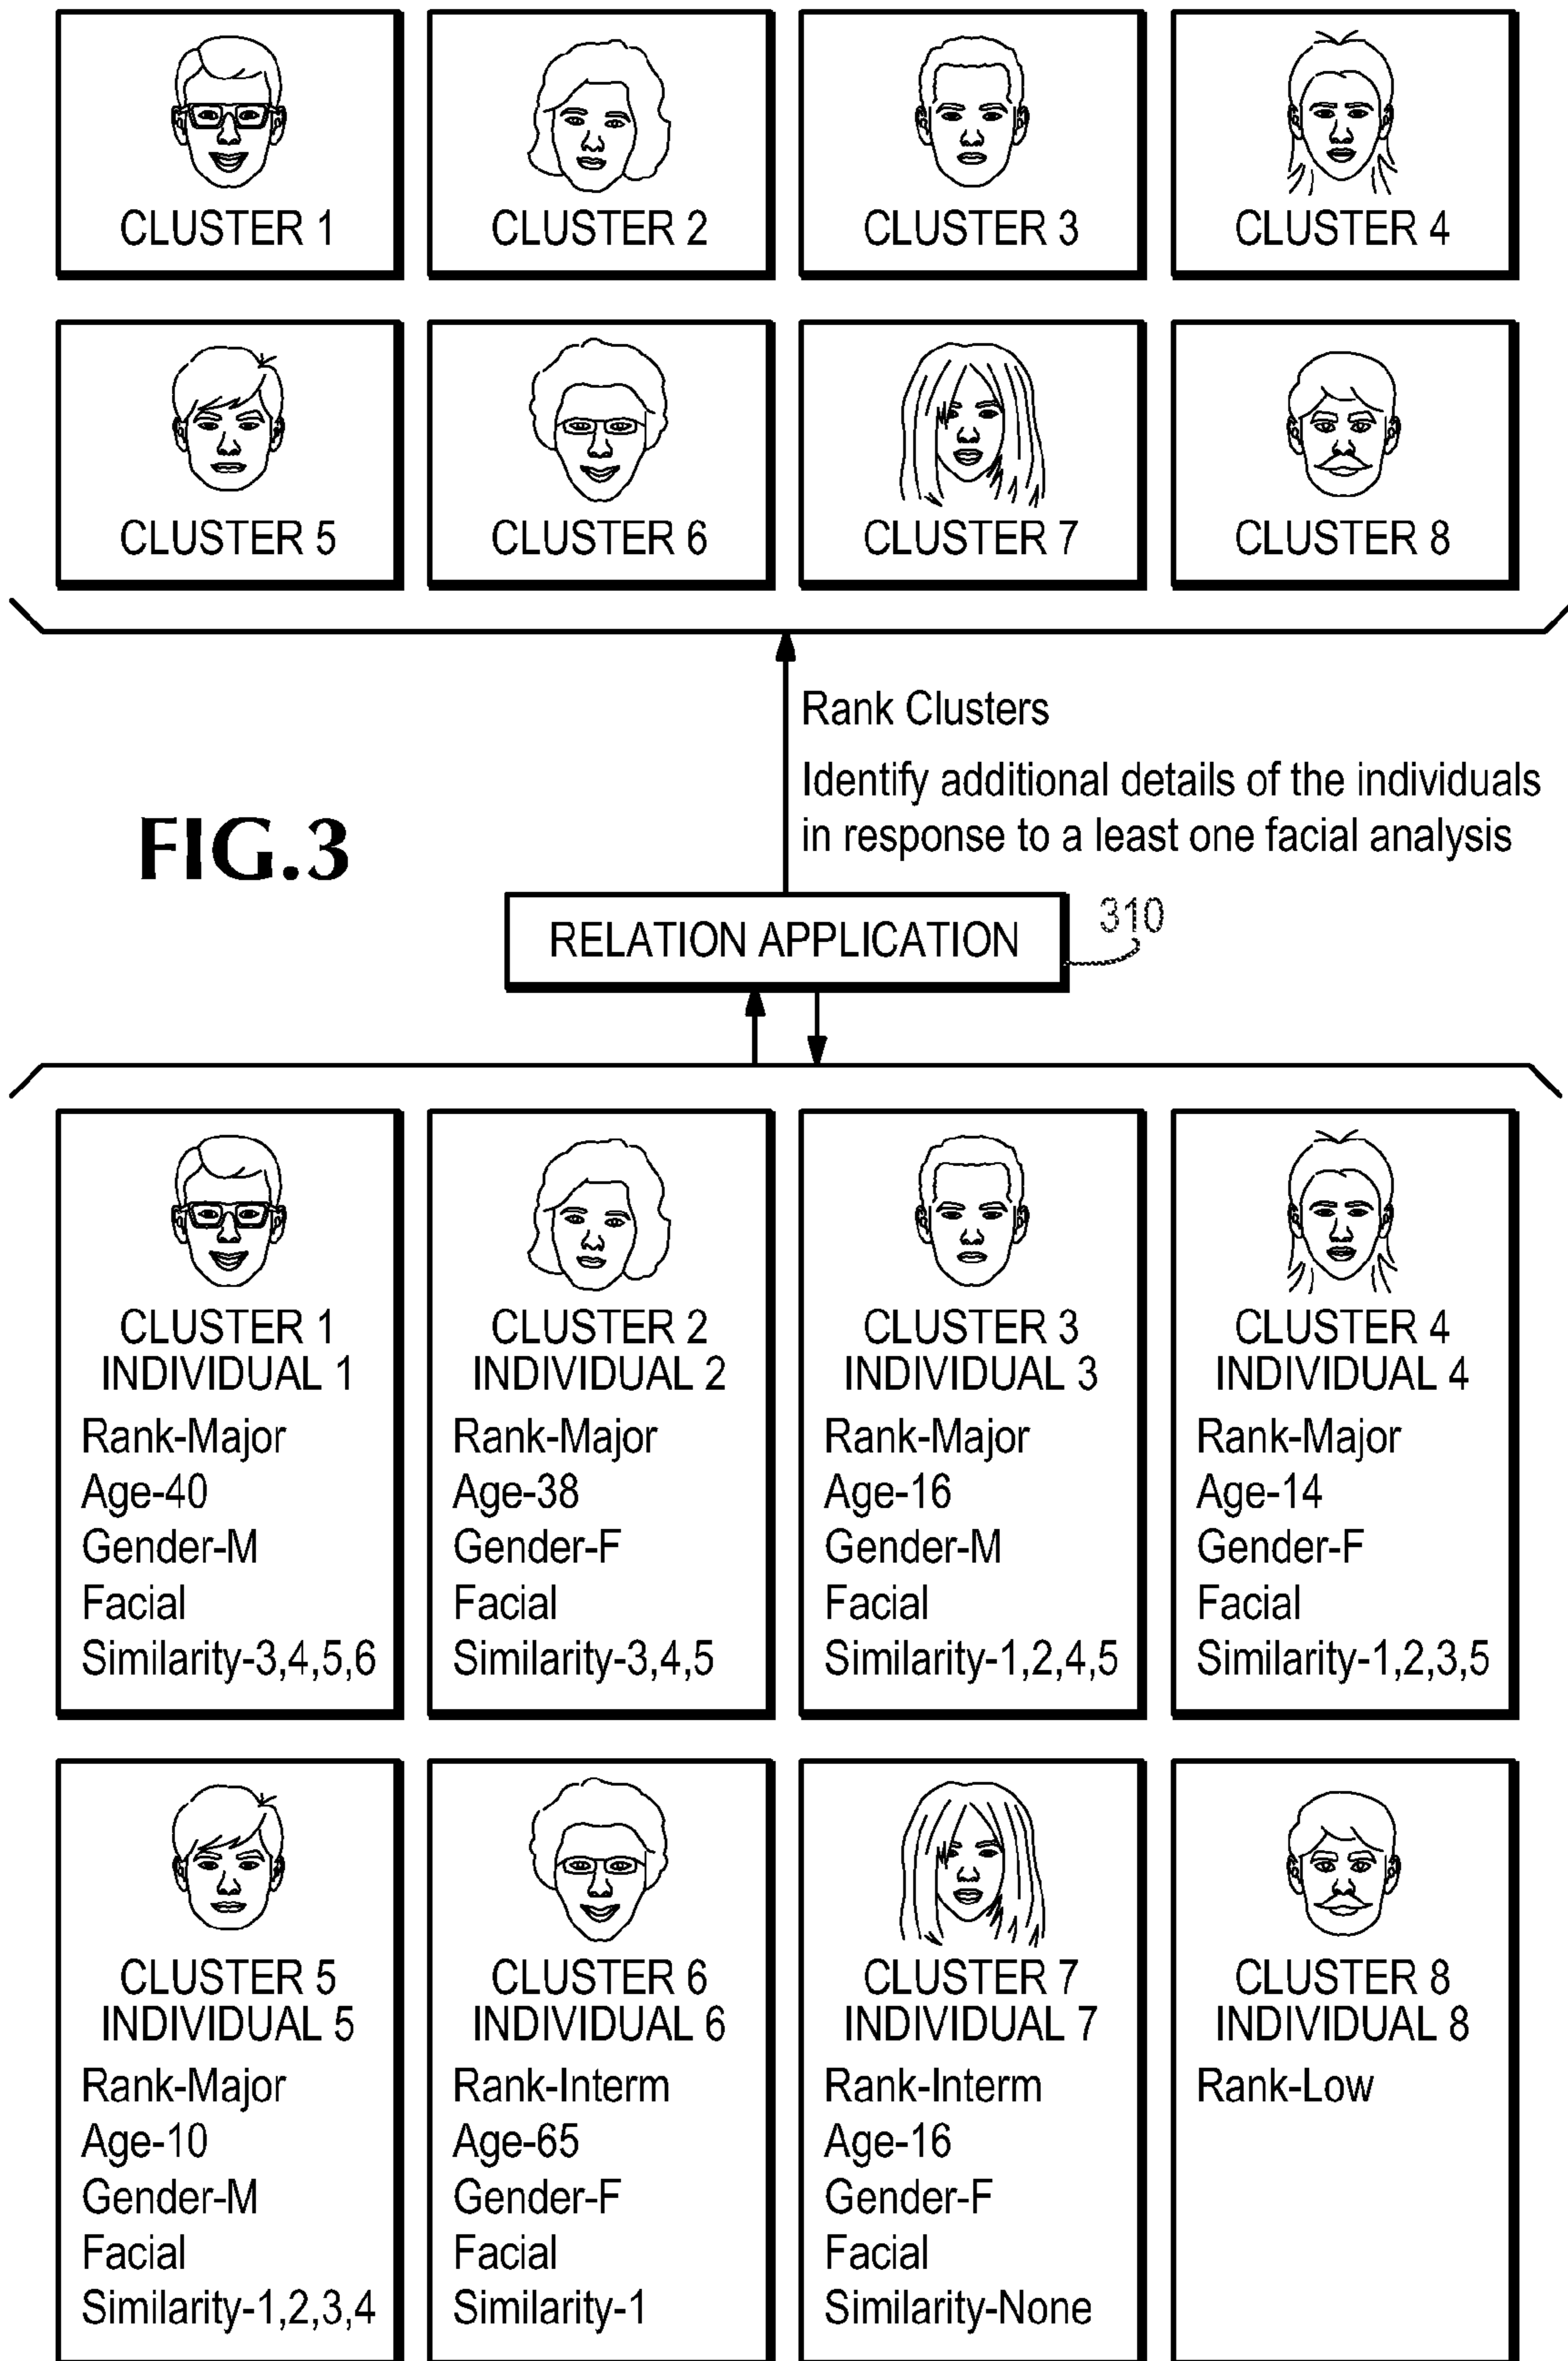 CLUSTER 1
CLUSTER 2
CLUSTER 3
CLUSTER 4
CLUSTER 5
CLUSTER 6
CLUSTER 7
CLUSTER 8
Rank Clusters
Identify additional details of the individuals
in response to a least one facial analysis
FIG.3
RELATION APPLICATION
310
CLUSTER 1
INDIVIDUAL 1
Rank-Major
Age-40
Gender-M
Facial
Similarity-3,4,5,6
CLUSTER 2
INDIVIDUAL 2
Rank-Major
Age-38
Gender-F
Facial
Similarity-3,4,5
CLUSTER 3
INDIVIDUAL 3
Rank-Major
Age-16
Gender-M
Facial
Similarity-1,2,4,5
CLUSTER 4
INDIVIDUAL 4
Rank-Major
Age-14
Gender-F
Facial
Similarity-1,2,3,5
CLUSTER 5
INDIVIDUAL 5
Rank-Major
Age-10
Gender-M
Facial
Similarity-1,2,3,4
CLUSTER 6
INDIVIDUAL 6
Rank-Interm
Age-65
Gender-F
Facial
Similarity-1
CLUSTER 7
INDIVIDUAL 7
Rank-Interm
Age-16
Gender-F
Facial
Similarity-None
CLUSTER 8
INDIVIDUAL 8
Rank-Low